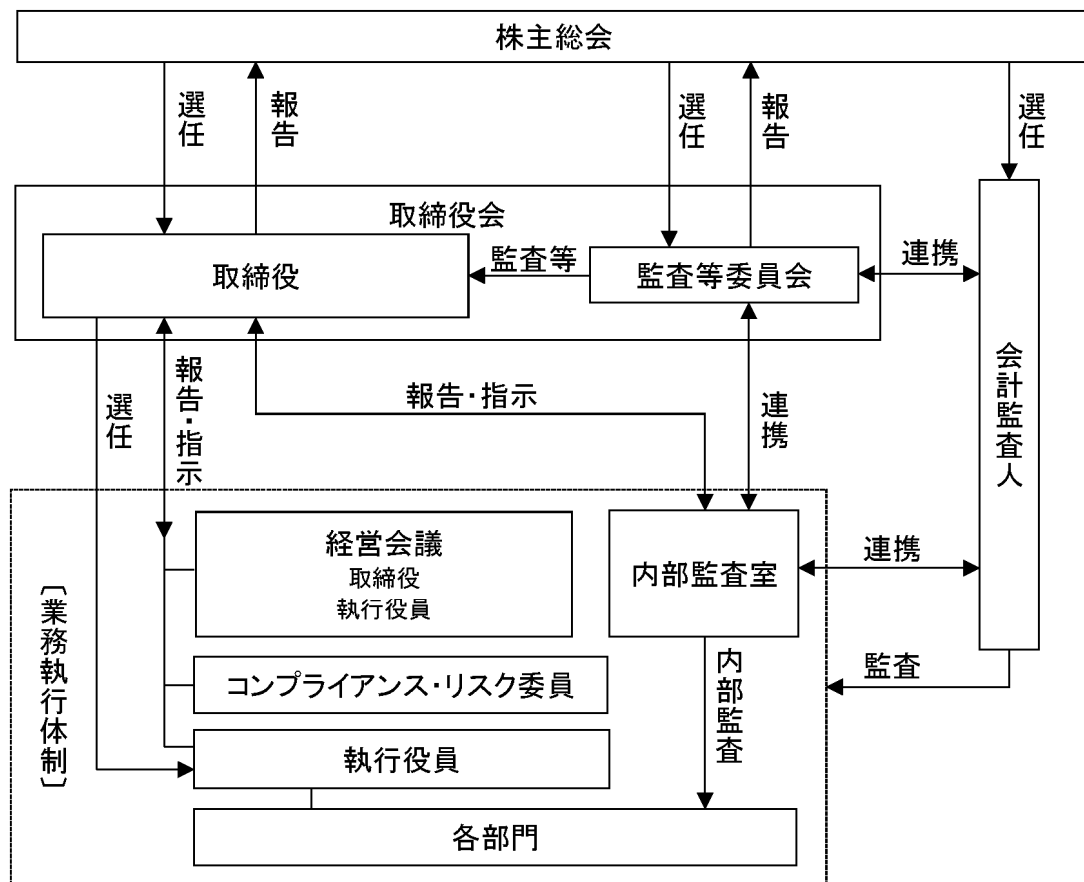 株主総会
選任
報告
選任
報告
選任
取締役会
取締役
監査等
監査等委員会
連携
会計監査人
選任
報告・指示
報告・指示
連携
経営会議
取締役
執行役員
内部監査室
連携
〔業務執行体制〕
コンプライアンス・リスク委員
内部監査
監査
執行役員
各部門